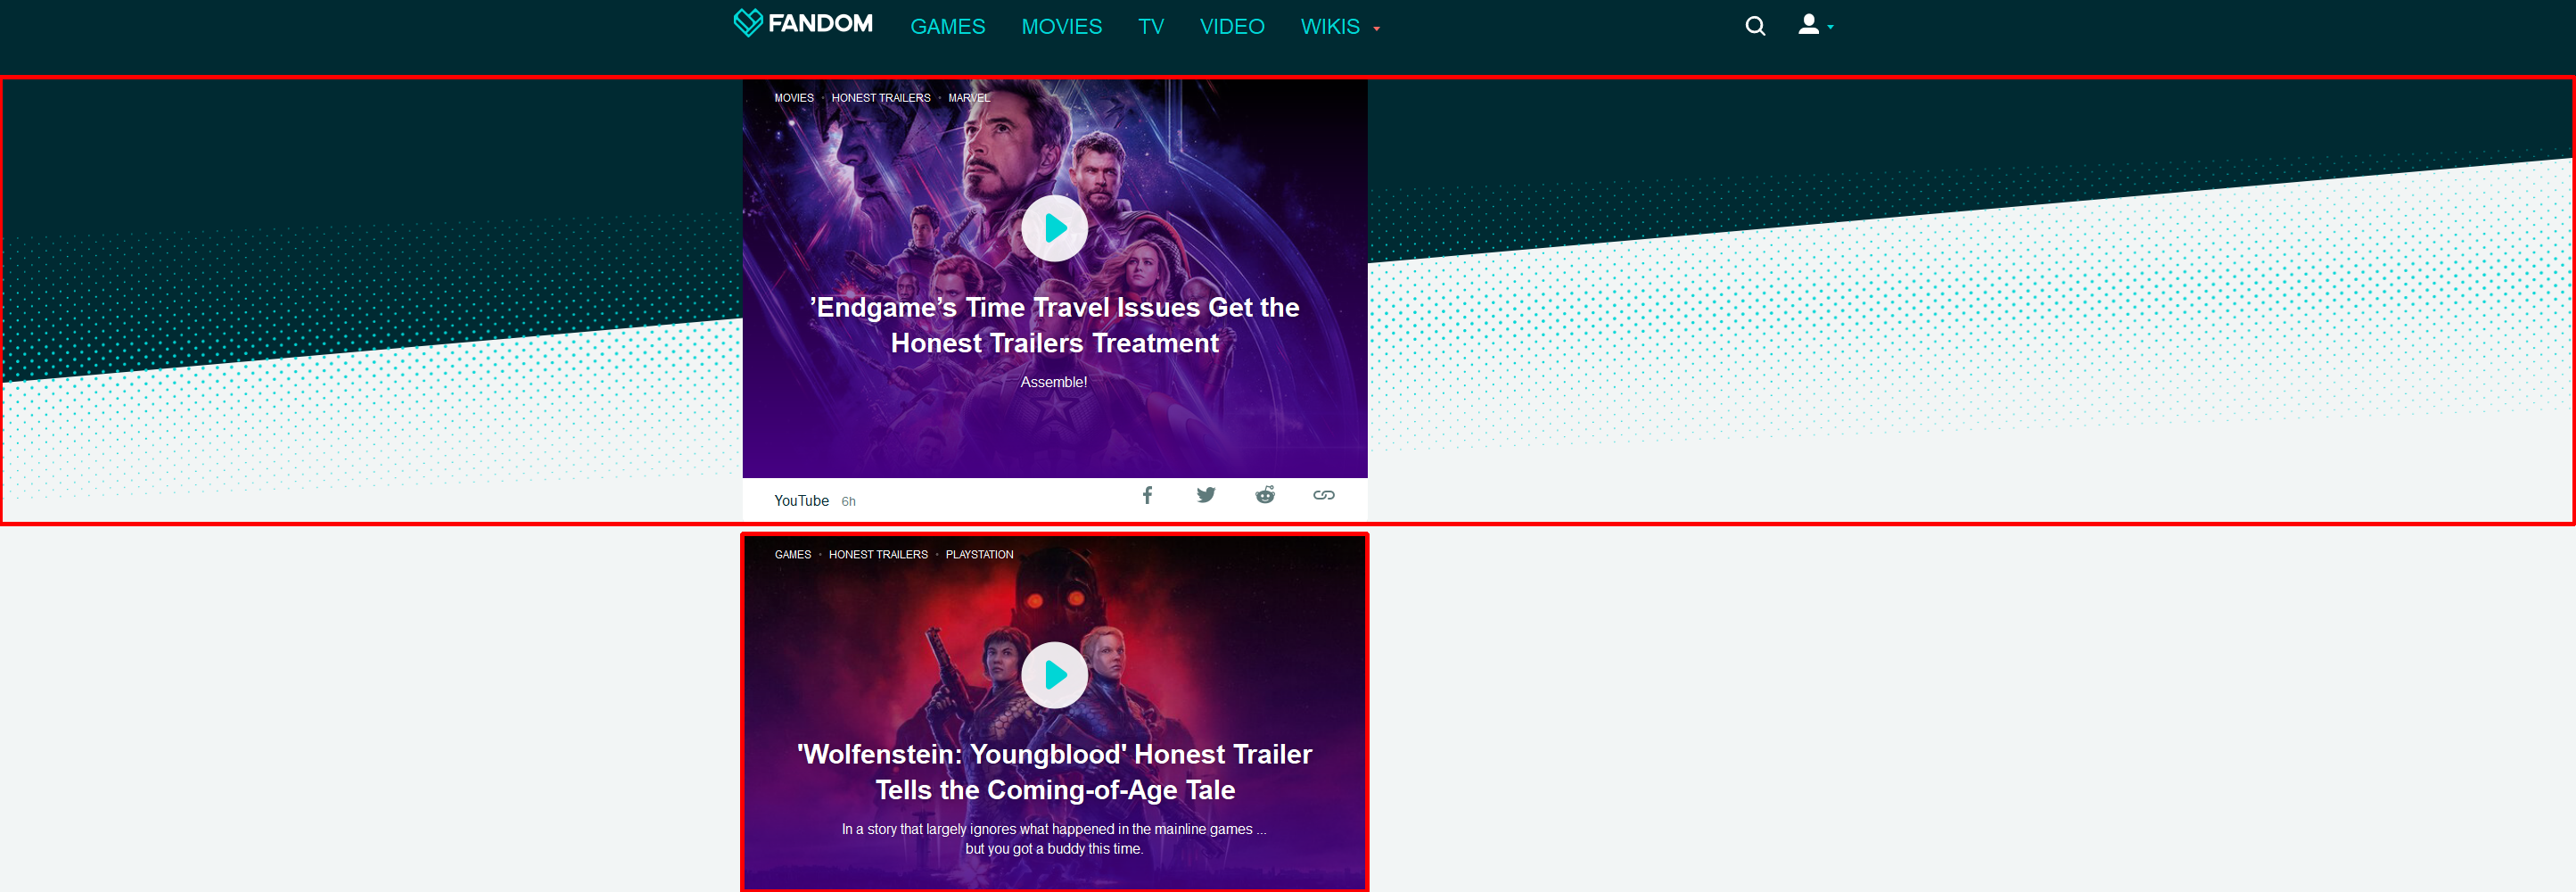 FANDOM GAMES MOVIES TV VIDEO WIKIS
MOVIES • HONEST TRAILERS • MARVEL
’Endgame’s Time Travel Issues Get the
Honest Trailers Treatment
Assemble!
YouTube 6h
GAMES • HONEST TRAILERS • PLAYSTATION
'Wolfenstein: Youngblood' Honest Trailer
Tells the Coming-of-Age Tale
In a story that largely ignores what happened in the mainline games ...
but you got a buddy this time.